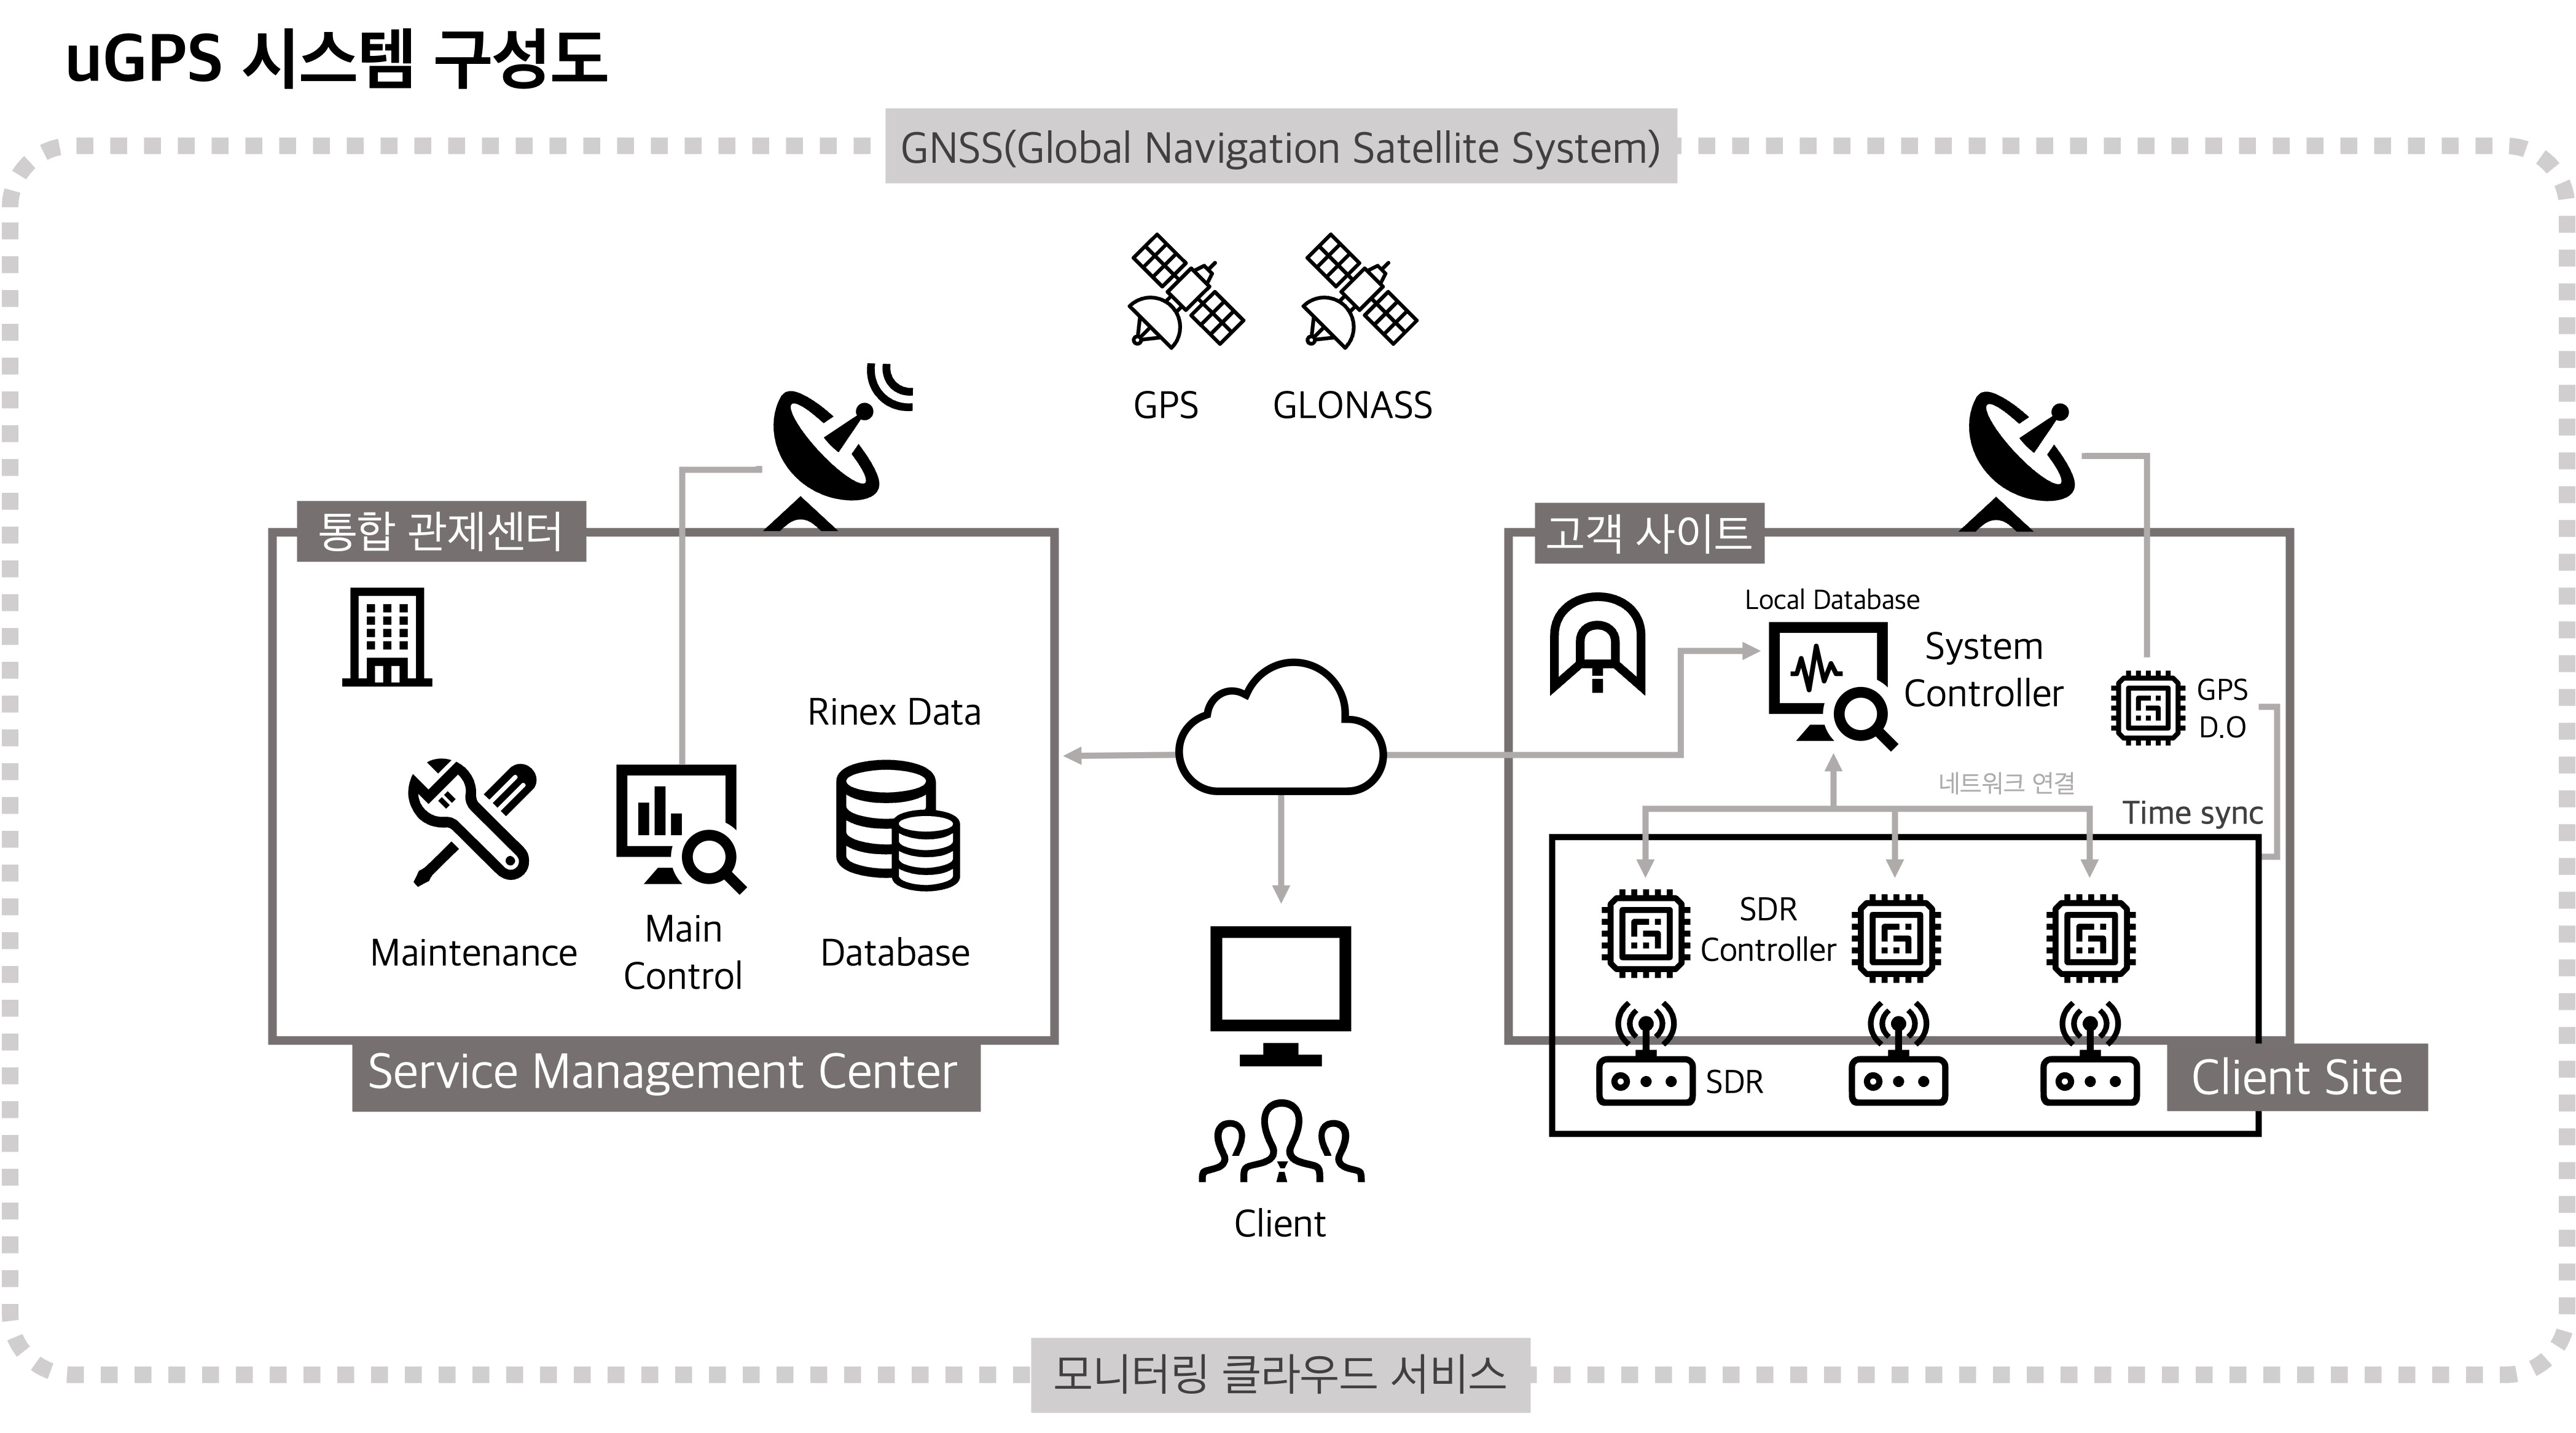 uGPS 시스템 구성도
GNSS(Global Navigation Satellite System)
GPS
GLONASS
통합 관제센터
Rinex Data
Maintenance
Main
Control
Database
Service Management Center
Client
고객 사이트
Local Database
System
Controller
GPS
D.O
네트워크 연결
Time sync
SDR
Controller
SDR
Client Site
모니터링 클라우드 서비스